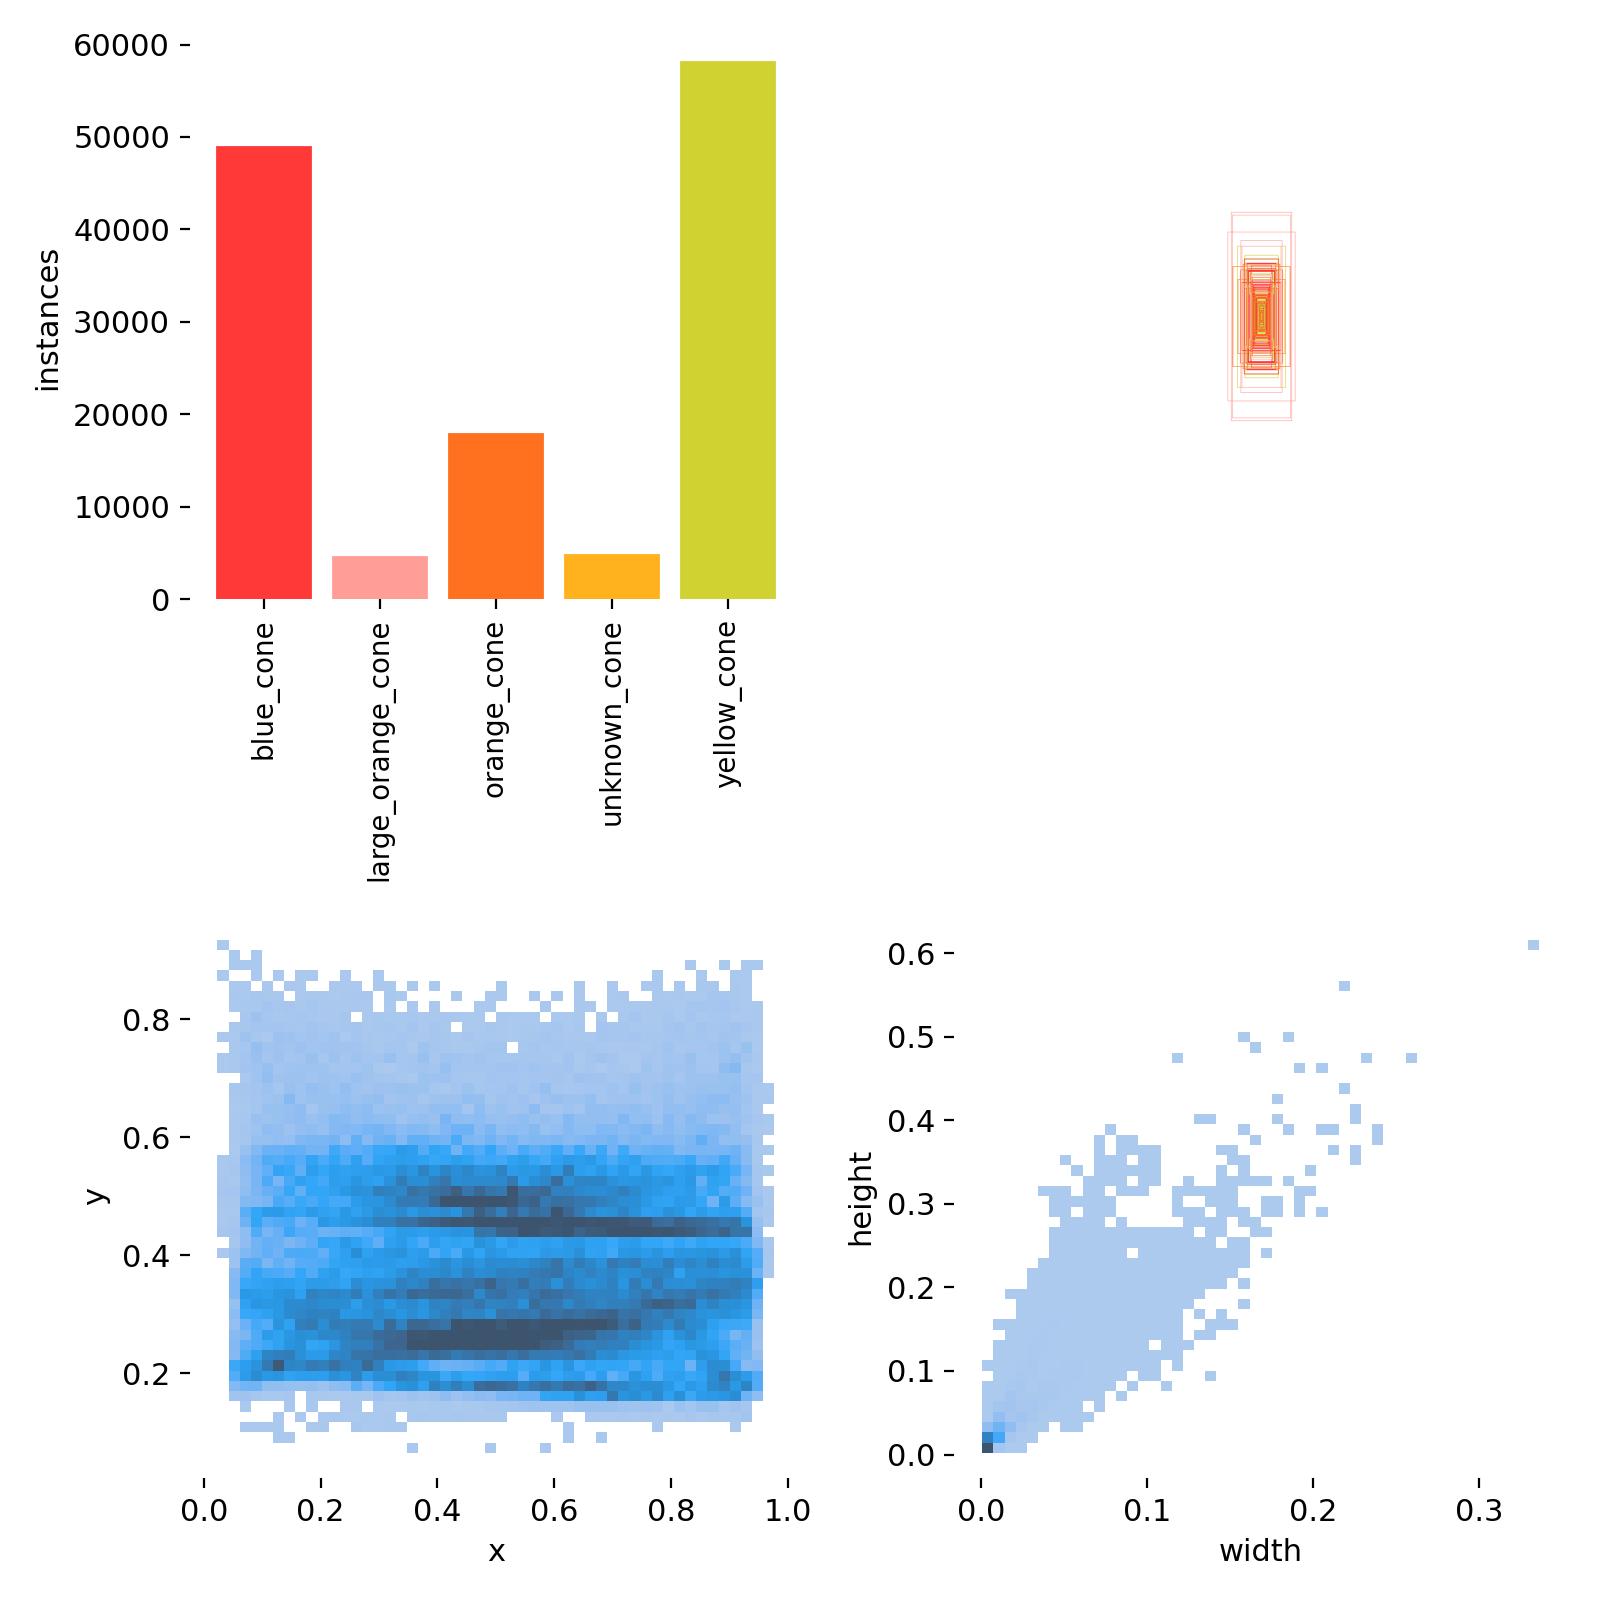 60000
50000
40000
30000
20000
10000
0
instances
blue_cone
large_orange_cone
orange_cone
unknown_cone
yellow_cone
0.8
0.6
0.4
0.2
y
0.0 0.2 0.4 0.6 0.8 1.0
x
0.6
0.5
0.4
0.3
0.2
0.1
0.0
height
0.0 0.1 0.2 0.3
width